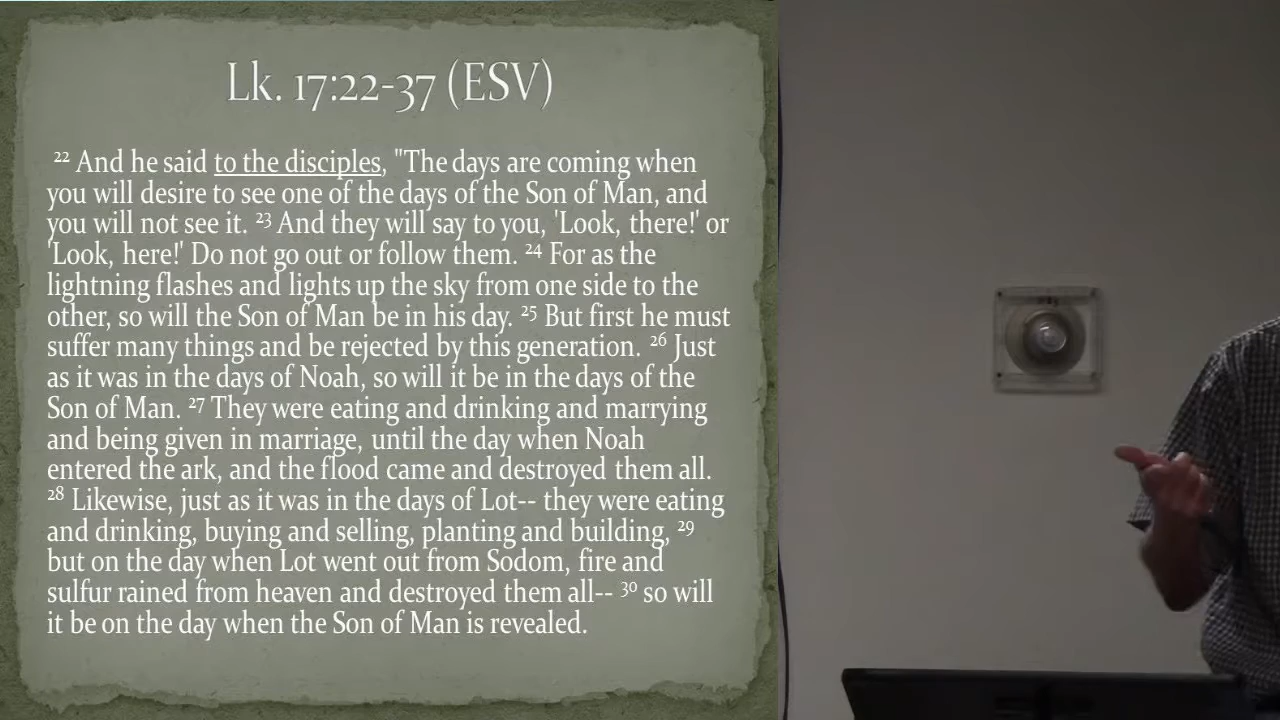 Lk. 17:22-37 (ESV)
22 And he said to the disciples, "The days are coming when
you will desire to see one of the days of the Son of Man, and
you will not see it. 23 And they will say to you, 'Look, there!' or
'Look, here!' Do not go out or follow them. 24 For as the
lightning flashes and lights up the sky from one side to the
other, so will the Son of Man be in his day. 25 But first he must
suffer many things and be rejected by this generation. 26 Just
as it was in the days of Noah, so will it be in the days of the
Son of Man. 27 They were eating and drinking and marrying
and being given in marriage, until the day when Noah
entered the ark, and the flood came and destroyed them all.
28 Likewise, just as it was in the days of Lot-- they were eating
and drinking, buying and selling, planting and building, 29
but on the day when Lot went out from Sodom, fire and
sulfur rained from heaven and destroyed them all-- 30 so will
it be on the day when the Son of Man is revealed.